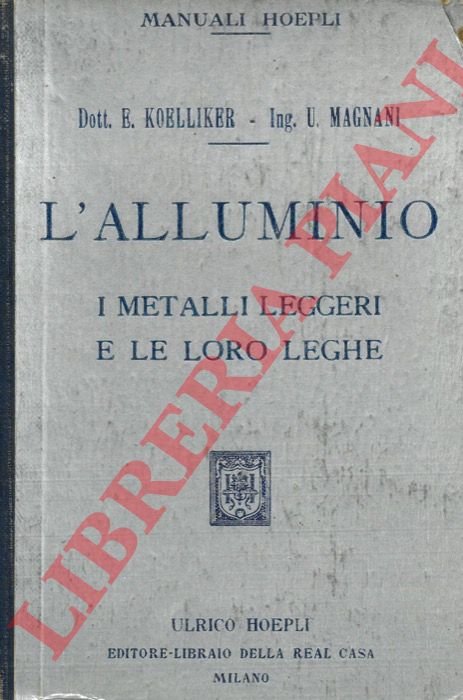 MANUALI HOEPLI
Dott. E. KOELLIKER - Ing. U. MAGNANI
L'ALLUMINIO
I METALLI LEGGERI
E LE LORO LEGHE
ULRICO HOEPLI
EDITORE-LIBRAIO DELLA REAL CASA
MILANO
LIBRERIA PIANI